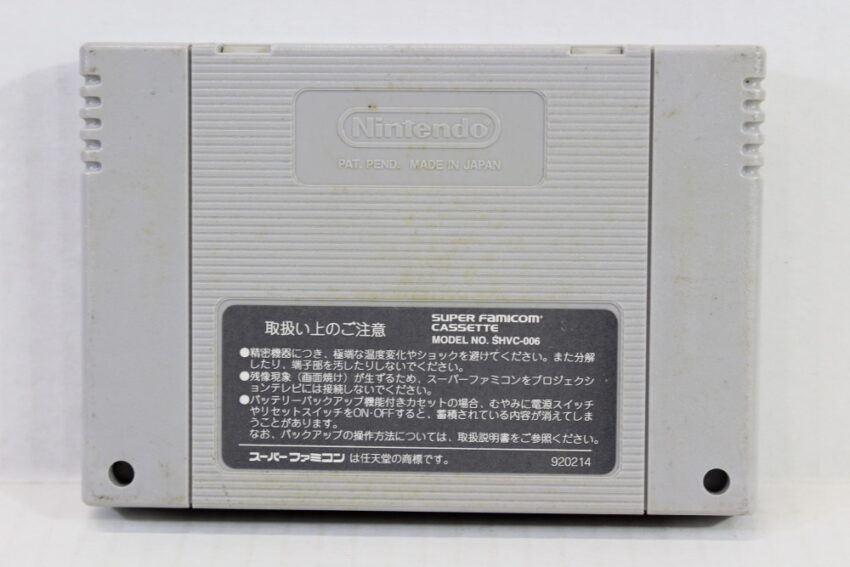 Nintendo
PAT. PEND. MADE IN JAPAN
取扱い上のご注意
SUPER FAMICOM
CASSETTE
MODEL NO. SHVC-006
●精密機器につき、極端な温度変化やショックを避けてください。また分解
したり、端子部を汚したりしないでください。
●残像現象（画面焼け）が生ずるため、スーパーファミコンをプロジェクシ
ョンテレビには接続しないでください。
●バッテリーバックアップ機能付きカセットの場合、むやみに電源スイッチ
やリセットスイッチをON・OFFすると、蓄積されている内容が消えてしま
うことがあります。
なお、バックアップの操作方法については、取扱説明書をご参照ください。
スーパーファミコン は任天堂の商標です。
920214